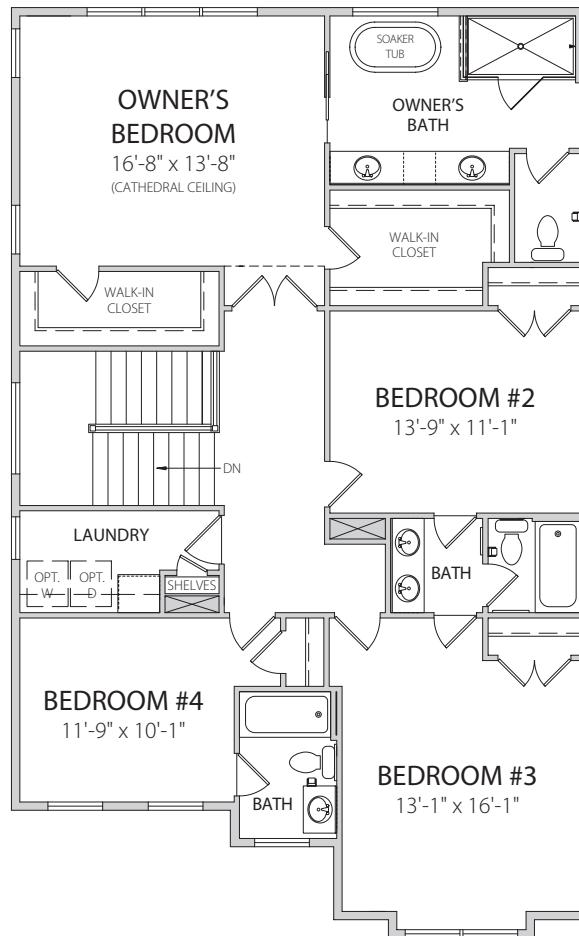 SOAKER
TUB
OWNER'S
BEDROOM
16'-8" x 13'-8"
(CATHEDRAL CEILING)
OWNER'S
BATH
WALK-IN
CLOSET
WALK-IN
CLOSET
BEDROOM #2
13'-9" x 11'-1"
DN
LAUNDRY
OPT.
W
OPT.
D
SHELVES
BATH
BEDROOM #4
11'-9" x 10'-1"
BEDROOM #3
13'-1" x 16'-1"
BATH